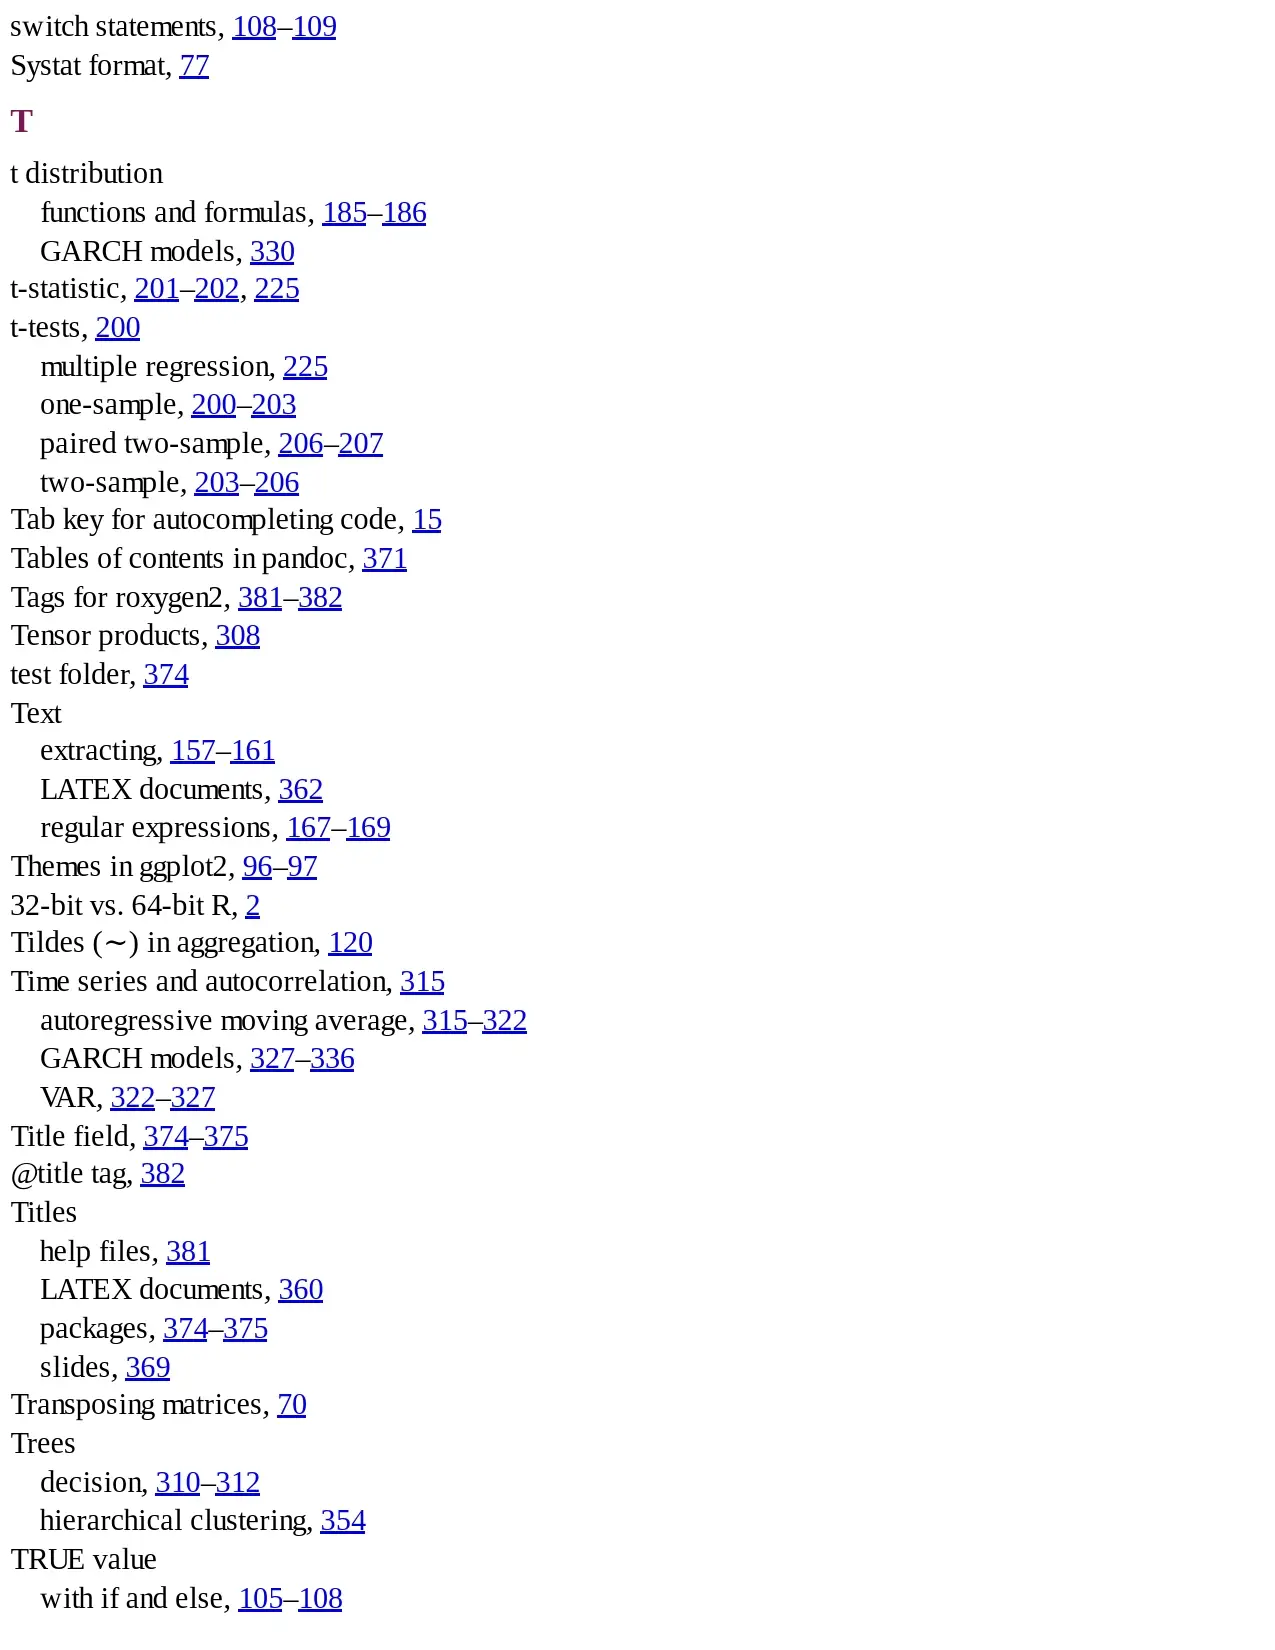 switch statements, 108–109
Systat format, 77
T
t distribution
functions and formulas, 185–186
GARCH models, 330
t-statistic, 201–202, 225
t-tests, 200
multiple regression, 225
one-sample, 200–203
paired two-sample, 206–207
two-sample, 203–206
Tab key for autocompleting code, 15
Tables of contents in pandoc, 371
Tags for roxygen2, 381–382
Tensor products, 308
test folder, 374
Text
extracting, 157–161
LATEX documents, 362
regular expressions, 167–169
Themes in ggplot2, 96–97
32-bit vs. 64-bit R, 2
Tildes (∼) in aggregation, 120
Time series and autocorrelation, 315
autoregressive moving average, 315–322
GARCH models, 327–336
VAR, 322–327
Title field, 374–375
@title tag, 382
Titles
help files, 381
LATEX documents, 360
packages, 374–375
slides, 369
Transposing matrices, 70
Trees
decision, 310–312
hierarchical clustering, 354
TRUE value
with if and else, 105–108